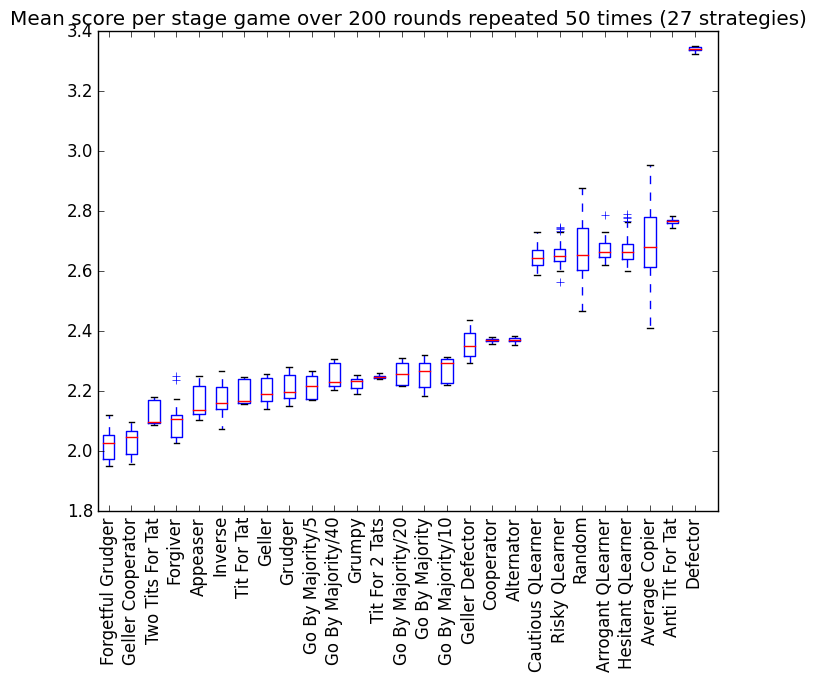 Mean score per stage game over 200 rounds repeated 50 times (27 strategies)
3.4
3.2
3.0
2.8
2.6
2.4
2.2
2.0
1.8
Forgetful Grudger
Geller Cooperator
Two Tits For Tat
Forgiver
Appeaser
Inverse
Tit For Tat
Geller
Grudger
Go By Majority/5
Go By Majority/40
Grumpy
Tit For 2 Tats
Go By Majority/20
Go By Majority
Go By Majority/10
Geller Defector
Cooperator
Alternator
Cautious QLearner
Risky QLearner
Random
Arrogant QLearner
Hesitant QLearner
Average Copier
Anti Tit For Tat
Defector